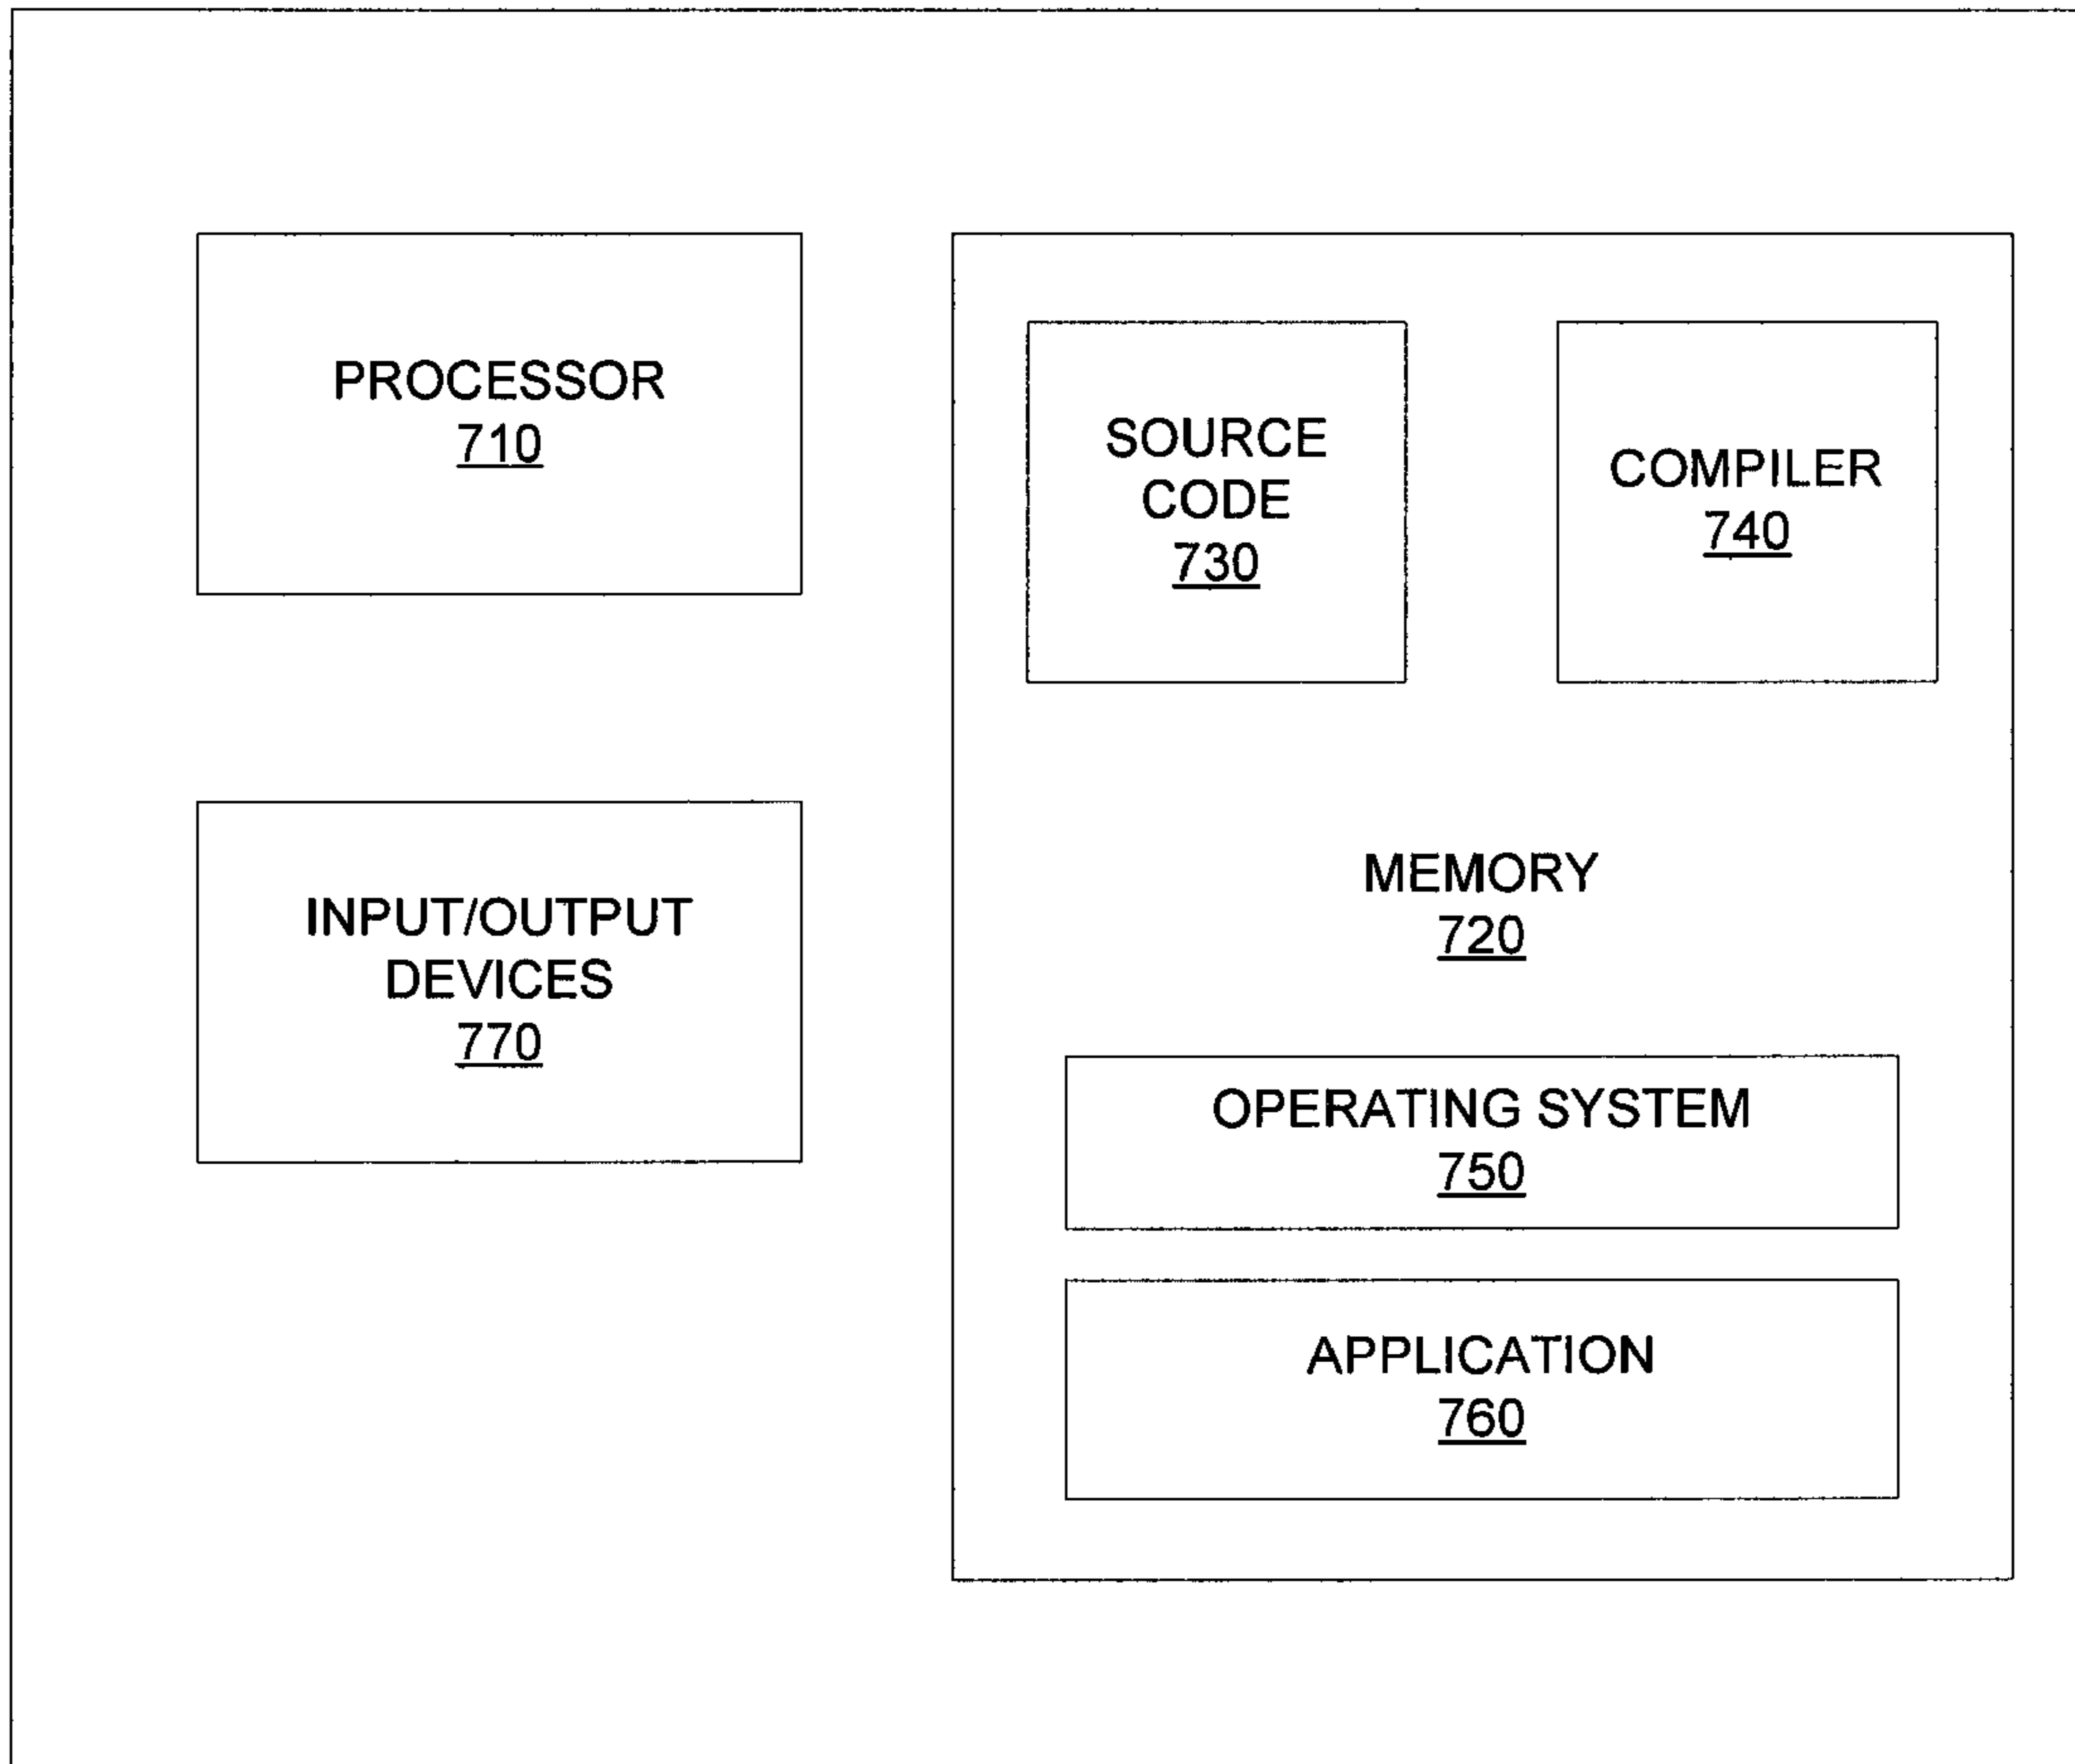 PROCESSOR
710
SOURCE
CODE
730
COMPILER
740
INPUT/OUTPUT
DEVICES
770
MEMORY
720
OPERATING SYSTEM
750
APPLICATION
760